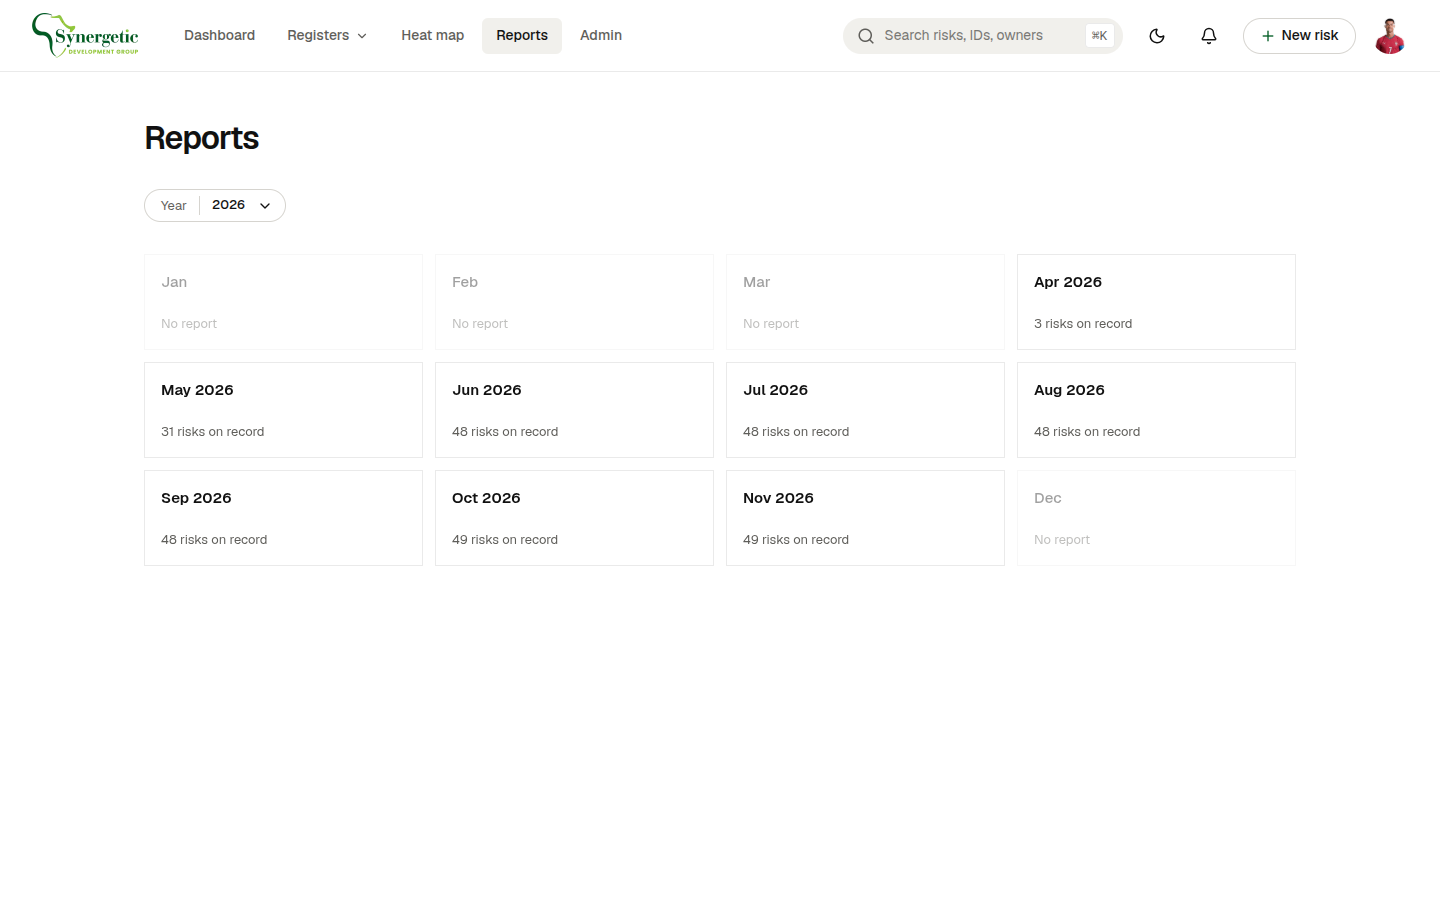 Synergetic
DEVELOPMENT GROUP
Dashboard
Registers
Heat map
Reports
Admin
Search risks, IDs, owners
⌘K
New risk
7
Reports
Year
2026
Jan
No report
Feb
No report
Mar
No report
Apr 2026
3 risks on record
May 2026
31 risks on record
Jun 2026
48 risks on record
Jul 2026
48 risks on record
Aug 2026
48 risks on record
Sep 2026
48 risks on record
Oct 2026
49 risks on record
Nov 2026
49 risks on record
Dec
No report